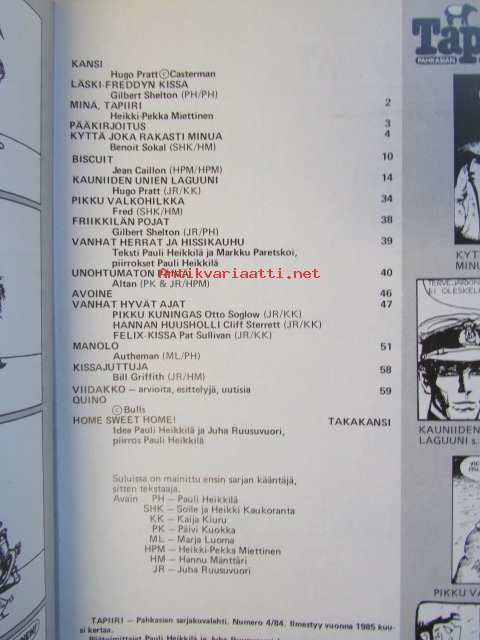 KANSI
Hugo Pratt ©Casterman
LÄSKI-FREDDYN KISSA
Gilbert Shelton (PH/PH)
MINÄ, TAPIIRI 2
Heikki-Pekka Miettinen
PÄÄKIRJOITUS 3
KYTTÄ JOKA RAKASTI MINUA 4
Benoit Sokal (SHK/HM)
BISCUIT 10
Jean Caillon (HPM/HPM)
KAUNIIDEN UNIEN LAGUUNI 14
Hugo Pratt (JR/KK)
PIKKU VALKOHILKKA 34
Fred (SHK/HM)
FRIIKKILÄN POJAT 38
Gilbert Shelton (JR/PH)
VANHAT HERRAT JA HISSIKAUHU 39
Teksti Pauli Heikkilä ja Markku Paretskoi,
piirrokset Pauli Heikkilä
UNOHTUMATON 40
Altan (PK & JR/HPM)
Antikvariaatti.net
AVOINE 46
VANHAT HYVÄT AJAT 47
PIKKU KUNINGAS Otto Soglow (JR/KK)
HANNAN HUUSHOLLI Cliff Sterrett (JR/KK)
FELIX-KISSA Pat Sullivan (JR/KK)
MANOLO 51
Autheman (ML/PH)
KISSAJUTTUJA 58
Bill Griffith (JR/HM)
VIIDAKKO – arvioita, esittelyjä, uutisia 59
QUINO
©Bulls
HOME SWEET HOME! TAKAKANSI
Idea Pauli Heikkilä ja Juha Ruusuvuori,
piirros Pauli Heikkilä
Suluissa on mainittu ensin sarjan kääntäjä,
sitten tekstaaja.
Avain PH – Pauli Heikkilä
SHK – Soile ja Heikki Kaukoranta
KK – Kaija Kiuru
PK – Päivi Kuokka
ML – Marja Luoma
HPM – Heikki-Pekka Miettinen
HM – Hannu Mänttäri
JR – Juha Ruusuvuori
TAPIIRI – Pahkasian sarjakuvalehti. Numero 4/84. Ilmestyy vuonna 1985 kuu-
si kertaa.
Päätoimittajat Pauli Heikkilä ja Juha
Tap
PAHKASIAN
KYT
MINU
KAUNIIDEN
LAGUUNI s.
PIKKU VA